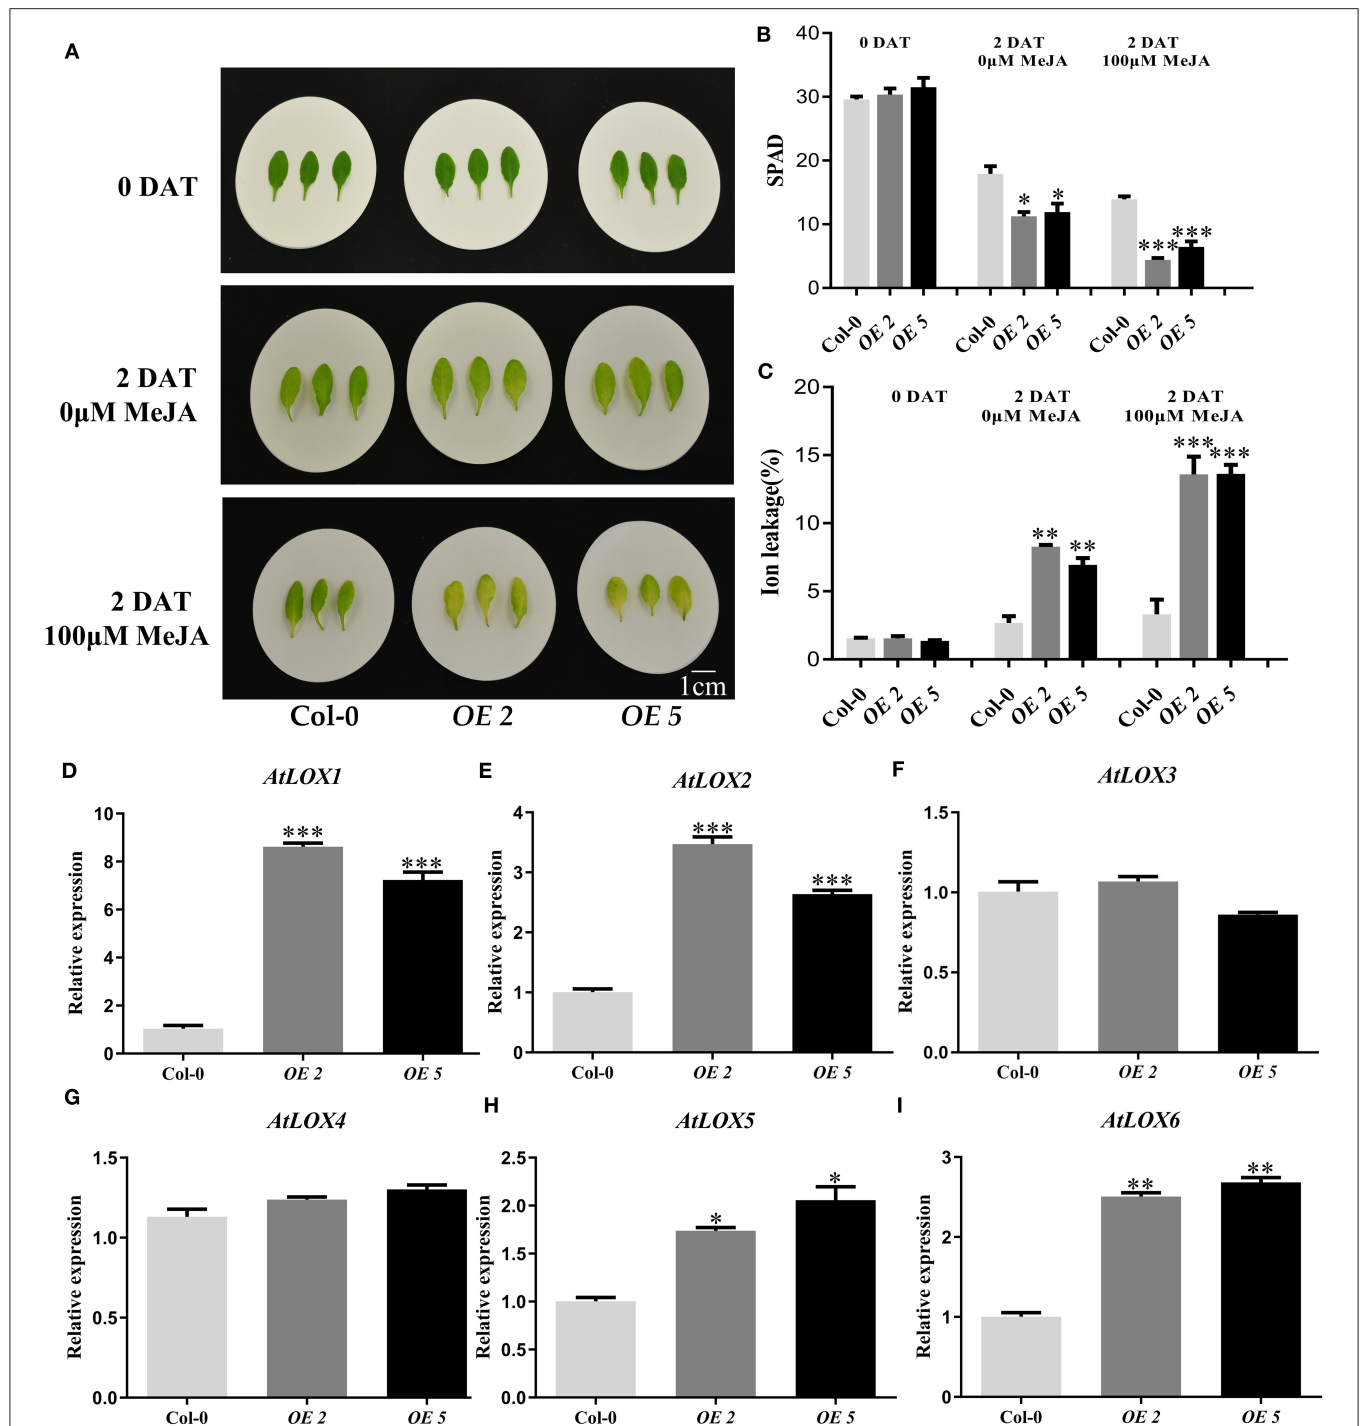 A
0 DAT
2 DAT
0μM MeJA
2 DAT
100μM MeJA
1cm
Col-0 OE 2 OE 5
B
SPAD
40
30
20
10
0
0 DAT
2 DAT
0μM MeJA
2 DAT
100μM MeJA
*
*
***
***
Col-0 OE 2 OE 5 Col-0 OE 2 OE 5 Col-0 OE 2 OE 5
C
Ion leakage(%)
20
15
10
5
0
0 DAT
2 DAT
0μM MeJA
2 DAT
100μM MeJA
**
**
***
***
Col-0 OE 2 OE 5 Col-0 OE 2 OE 5 Col-0 OE 2 OE 5
D
AtLOX1
Relative expression
10
8
6
4
2
0
***
***
Col-0 OE 2 OE 5
E
AtLOX2
Relative expression
4
3
2
1
0
***
***
Col-0 OE 2 OE 5
F
AtLOX3
Relative expression
1.5
1.0
0.5
0.0
Col-0 OE 2 OE 5
G
AtLOX4
Relative expression
1.5
1.0
0.5
0.0
Col-0 OE 2 OE 5
H
AtLOX5
Relative expression
2.5
2.0
1.5
1.0
0.5
0.0
*
*
Col-0 OE 2 OE 5
I
AtLOX6
Relative expression
3
2
1
0
**
**
Col-0 OE 2 OE 5